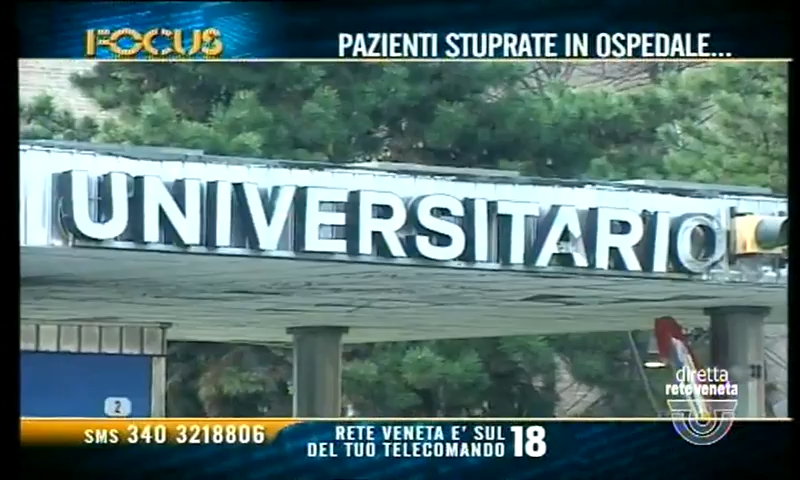 FOCUS
PAZIENTI STUPRATE IN OSPEDALE...
UNIVERSITARIO
2
diretta
reteveneta
SMS 340 3218806
RETE VENETA E' SUL
DEL TUO TELECOMANDO 18